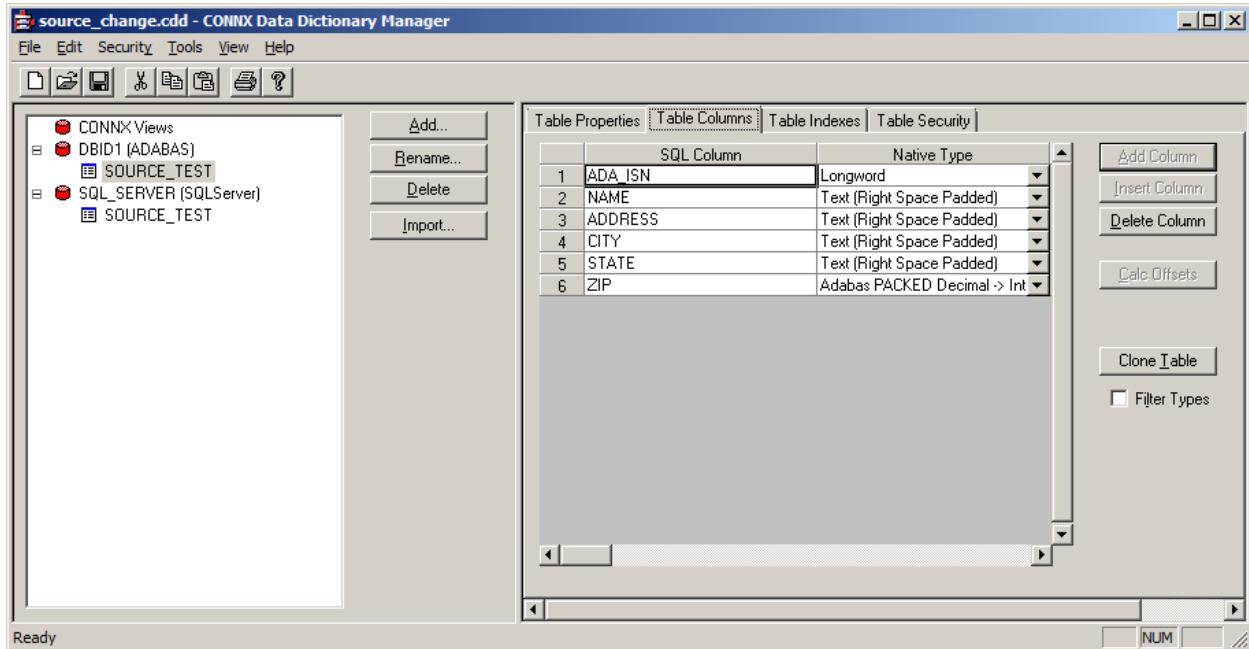 source_change.cdd - CONNX Data Dictionary Manager
File Edit Security Tools View Help
CONNX Views
DBID1 (ADABAS)
SOURCE_TEST
SQL_SERVER (SQLServer)
SOURCE_TEST
Add...
Rename...
Delete
Import...
Table Properties Table Columns Table Indexes Table Security
SQL Column Native Type
1 ADA_ISN Longword
2 NAME Text (Right Space Padded)
3 ADDRESS Text (Right Space Padded)
4 CITY Text (Right Space Padded)
5 STATE Text (Right Space Padded)
6 ZIP Adabas PACKED Decimal -> Int
Add Column
Insert Column
Delete Column
Calc Offsets
Clone Table
Filter Types
Ready NUM